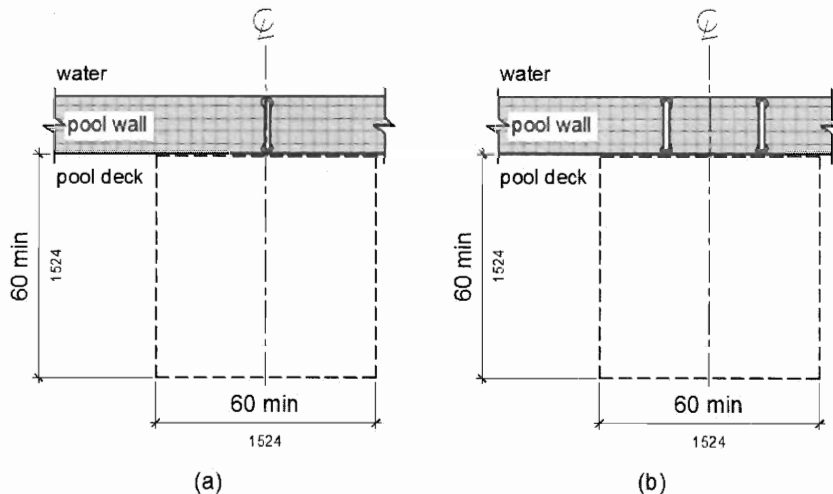 ℄
water
pool wall
pool deck
60 min
1524
60 min
1524
(a)
℄
water
pool wall
pool deck
60 min
1524
60 min
1524
(b)